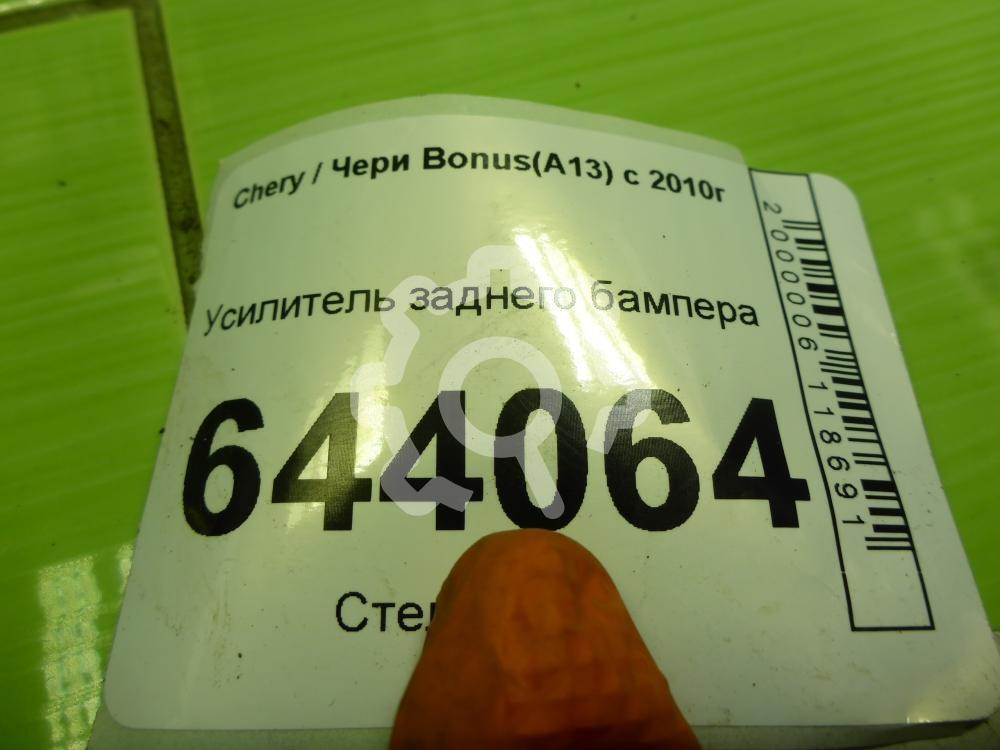 Chery / Чери Bonus(A13) с 2010г
Усилитель заднего бампера
644064
2000006118691